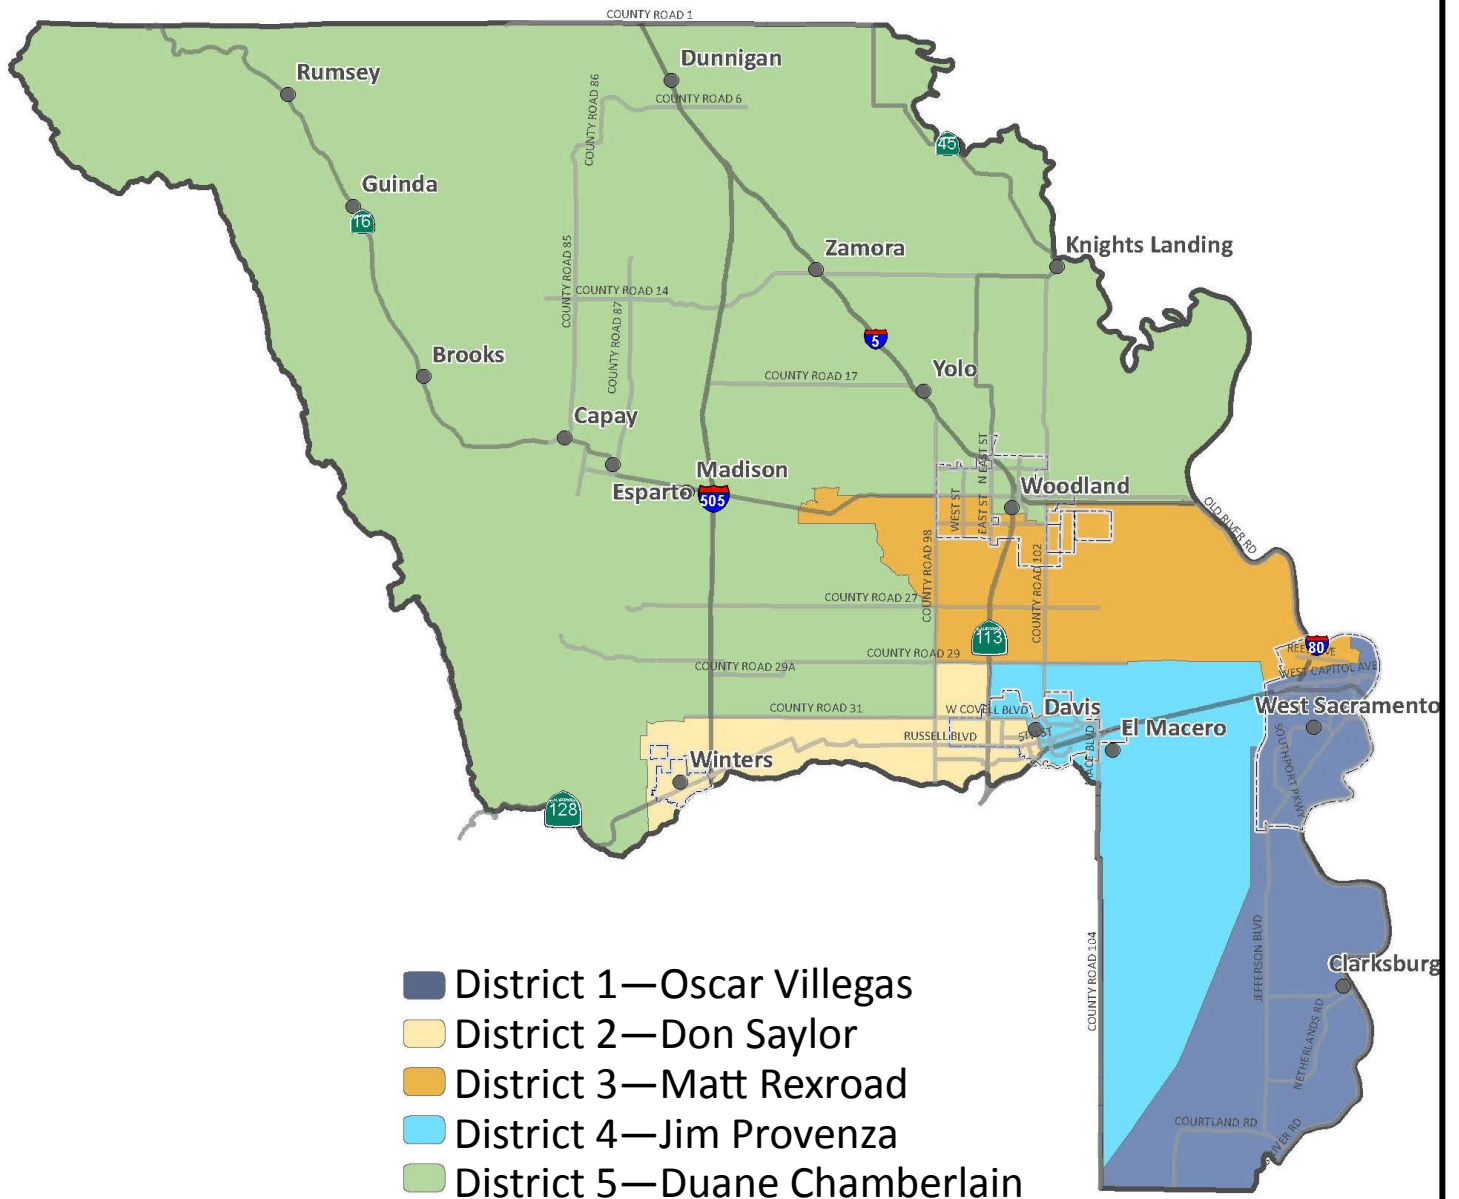 COUNTY ROAD 1
Dunnigan
Rumsey
COUNTY ROAD 86
COUNTY ROAD 6
45
Guinda
16
Zamora
Knights Landing
COUNTY ROAD 85
COUNTY ROAD 14
COUNTY ROAD 87
5
Brooks
Yolo
COUNTY ROAD 17
Capay
N EAST ST
Madison
Esparto
505
WEST ST
EAST ST
Woodland
OLD RIVER RD
COUNTY ROAD 98
COUNTY ROAD 102
COUNTY ROAD 27
113
80
COUNTY ROAD 29
COUNTY ROAD 29A
WEST CAPITOL AVE
COUNTY ROAD 31
W COVELL BLVD
Davis
West Sacramento
RUSSELL BLVD
5TH ST
El Macero
Winters
SOUTHPORT PKWY
128
COUNTY ROAD 104
JEFFERSON BLVD
Clarksburg
NETHERLANDS RD
COURTLAND RD
RIVER RD
District 1—Oscar Villegas
District 2—Don Saylor
District 3—Matt Rexroad
District 4—Jim Provenza
District 5—Duane Chamberlain